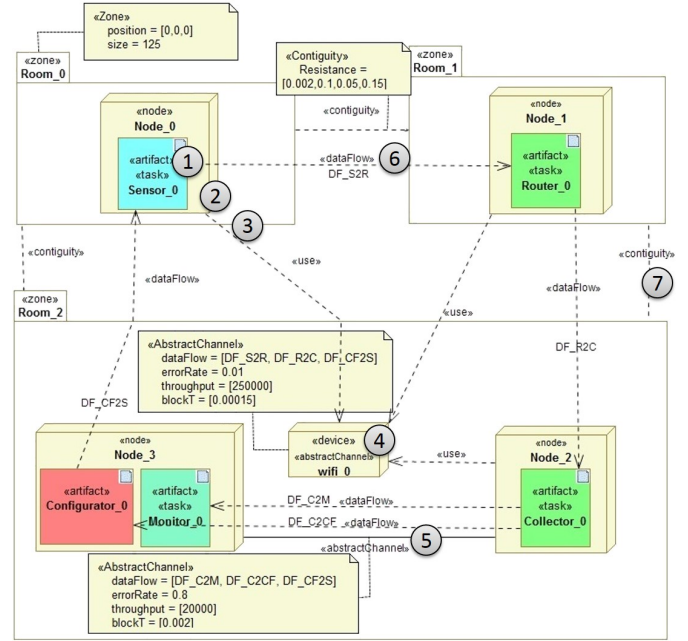 «Zone»
position = [0,0,0]
size = 125
«zone»
Room_0
«Contiguity»
Resistance =
[0.002,0.1,0.05,0.15]
«zone»
Room_1
«contiguity»
«node»
Node_0
«artifact»
«task»
Sensor_0
1
2
3
«dataFlow»
DF_S2R
6
«node»
Node_1
«artifact»
«task»
Router_0
«contiguity»
«dataFlow»
«use»
«contiguity»
7
«zone»
Room_2
«dataFlow»
«use»
«AbstractChannel»
dataFlow = [DF_S2R, DF_R2C, DF_CF2S]
errorRate = 0.01
throughput = [250000]
blockT = [0.00015]
DF_R2C
DF_CF2S
«device»
«abstractChannel»
wifi_0
4
«use»
«node»
Node_3
«artifact»
Configurator_0
«artifact»
«task»
Monitor_0
«node»
Node_2
«artifact»
«task»
Collector_0
DF_C2M «dataFlow»
DF_C2CF «dataFlow»
«abstractChannel»
5
«AbstractChannel»
dataFlow = [DF_C2M, DF_C2CF, DF_CF2S]
errorRate = 0.8
throughput = [20000]
blockT = [0.002]